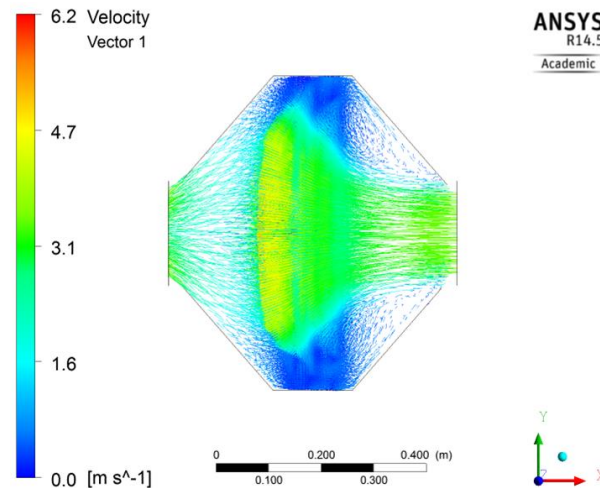 6.2
Velocity
Vector 1
4.7
3.1
1.6
0.0
[m s^-1]
ANSYS
R14.5
Academic
0 0.200 0.400 (m)
0.100 0.300
Y
Z
X